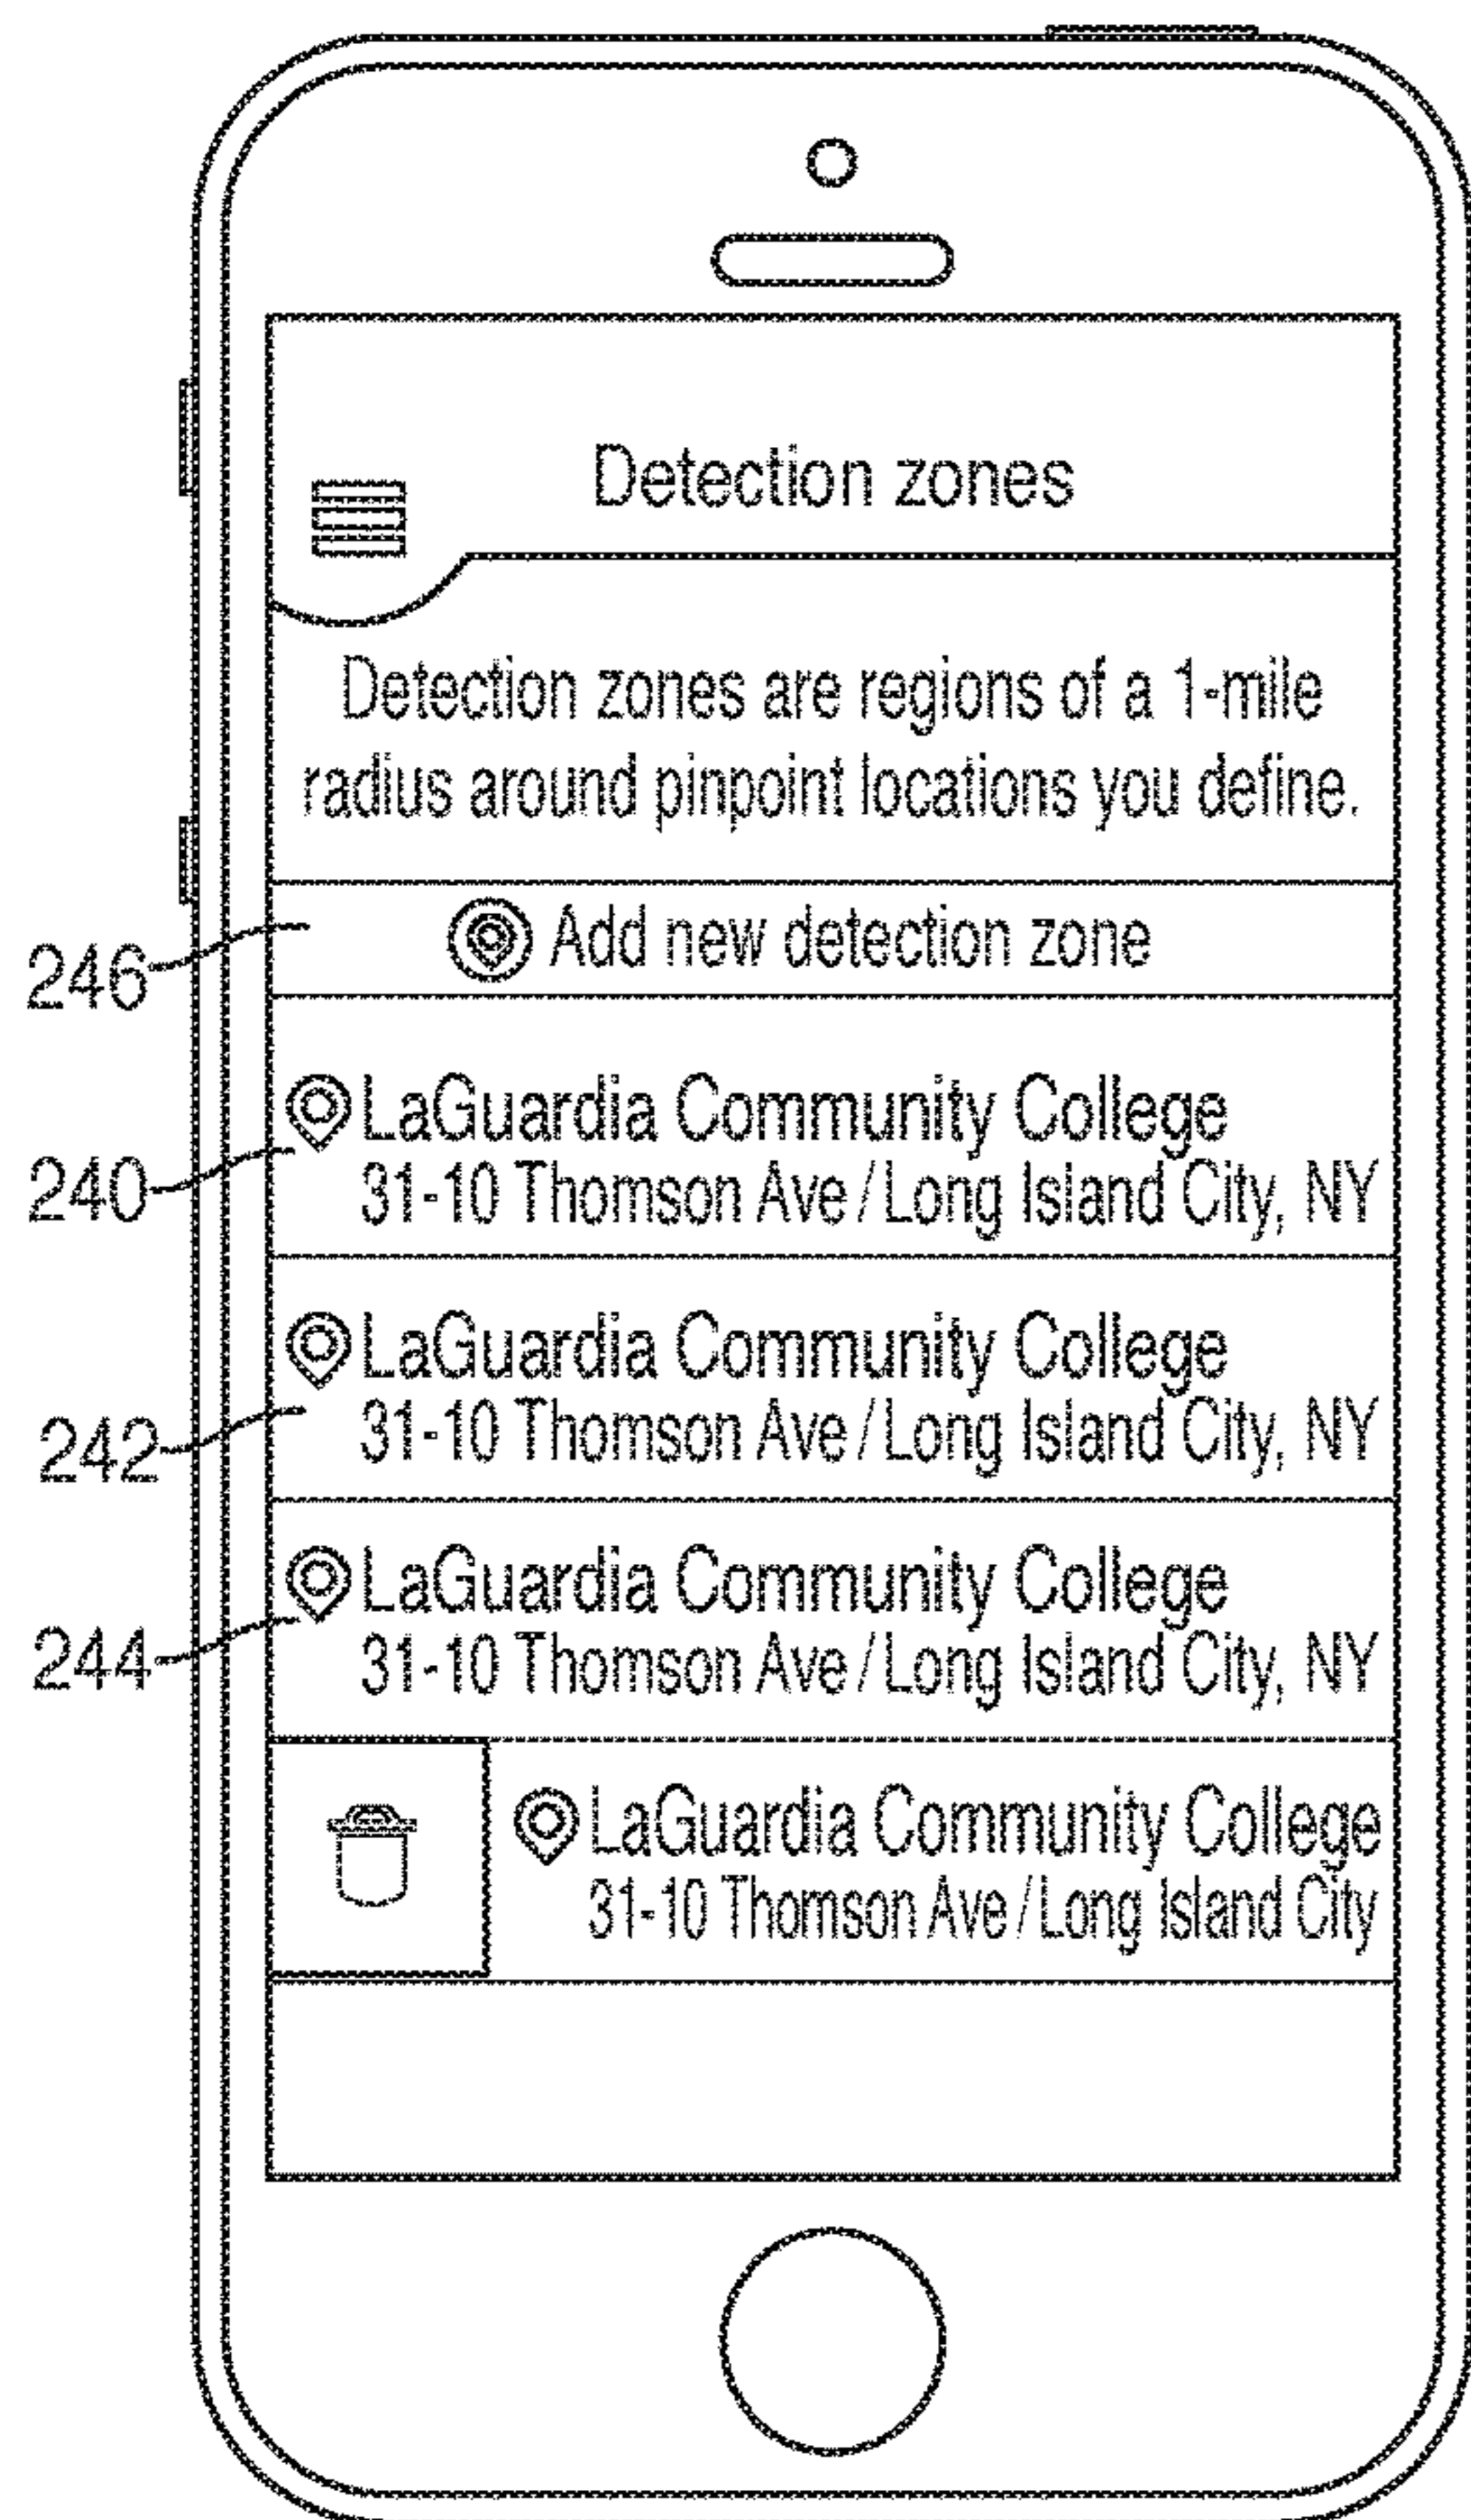 Detection zones
Detection zones are regions of a 1-mile
radius around pinpoint locations you define.
246
Add new detection zone
LaGuardia Community College
240
31-10 Thomson Ave / Long Island City, NY
LaGuardia Community College
242
31-10 Thomson Ave / Long Island City, NY
LaGuardia Community College
244
31-10 Thomson Ave / Long Island City, NY
LaGuardia Community College
31-10 Thomson Ave / Long Island City